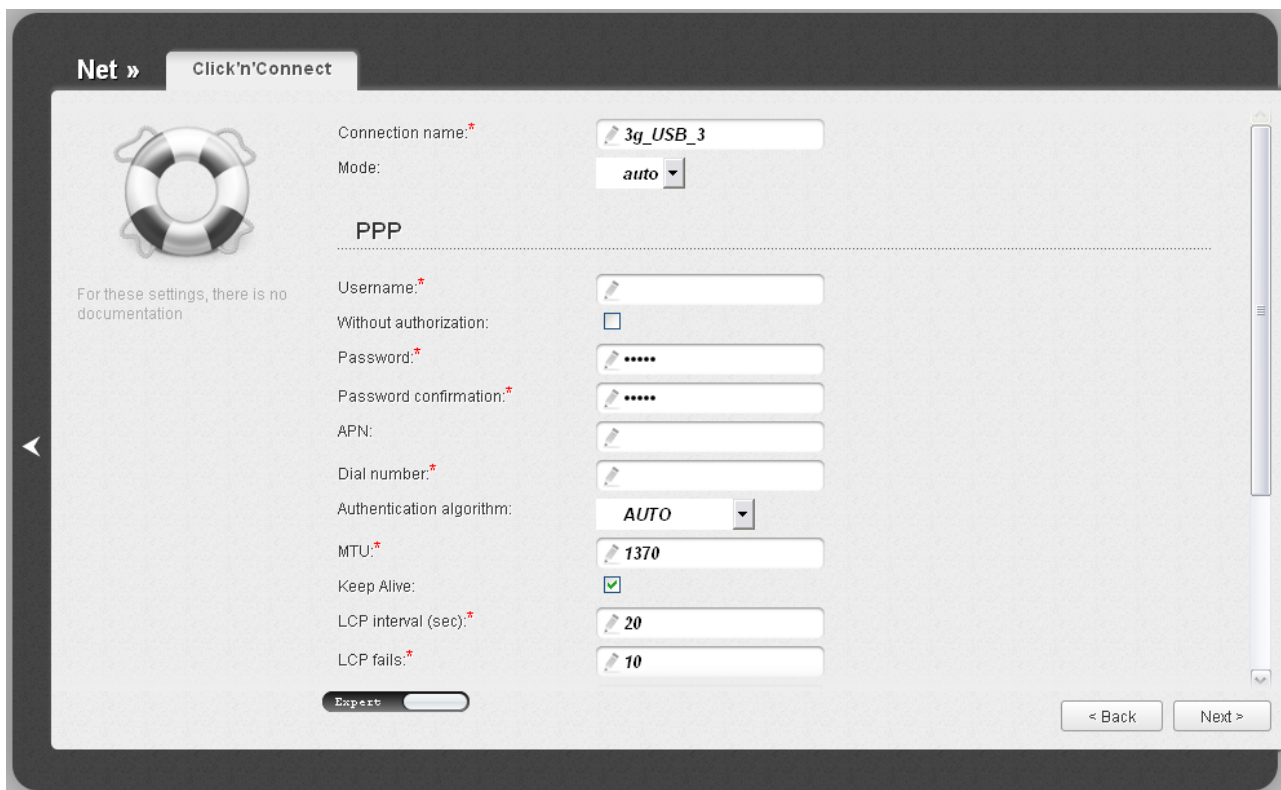 Net » Click'n'Connect
Connection name:* 3g_USB_3
Mode: auto
PPP
For these settings, there is no
documentation
Username:*
Without authorization:
Password:* •••••
Password confirmation:* •••••
APN:
Dial number:*
Authentication algorithm: AUTO
MTU:* 1370
Keep Alive:
LCP interval (sec):* 20
LCP fails:* 10
Expert
< Back Next >